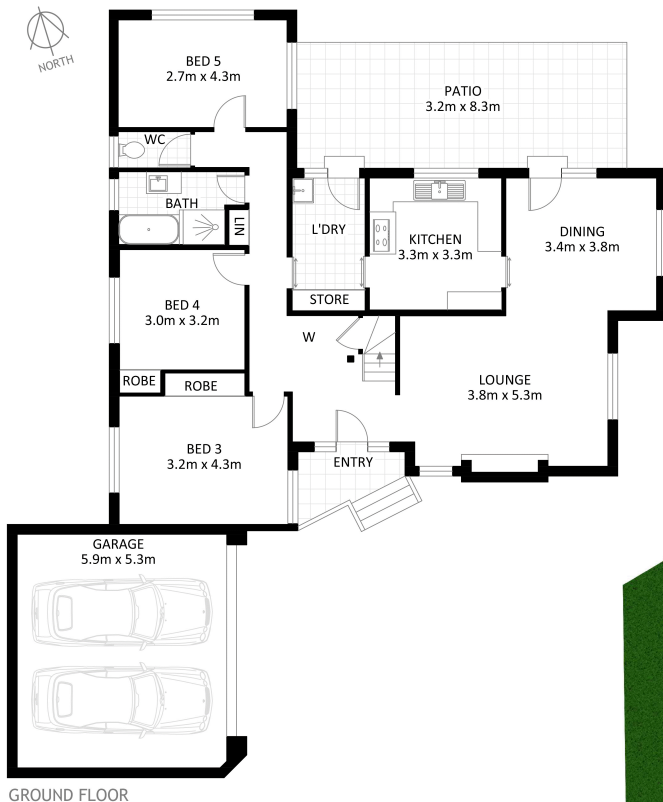 NORTH
BED 5
2.7m x 4.3m
PATIO
3.2m x 8.3m
WC
BATH
LIN
L'DRY
KITCHEN
3.3m x 3.3m
DINING
3.4m x 3.8m
STORE
BED 4
3.0m x 3.2m
W
ROBE
ROBE
LOUNGE
3.8m x 5.3m
BED 3
3.2m x 4.3m
ENTRY
GARAGE
5.9m x 5.3m
GROUND FLOOR